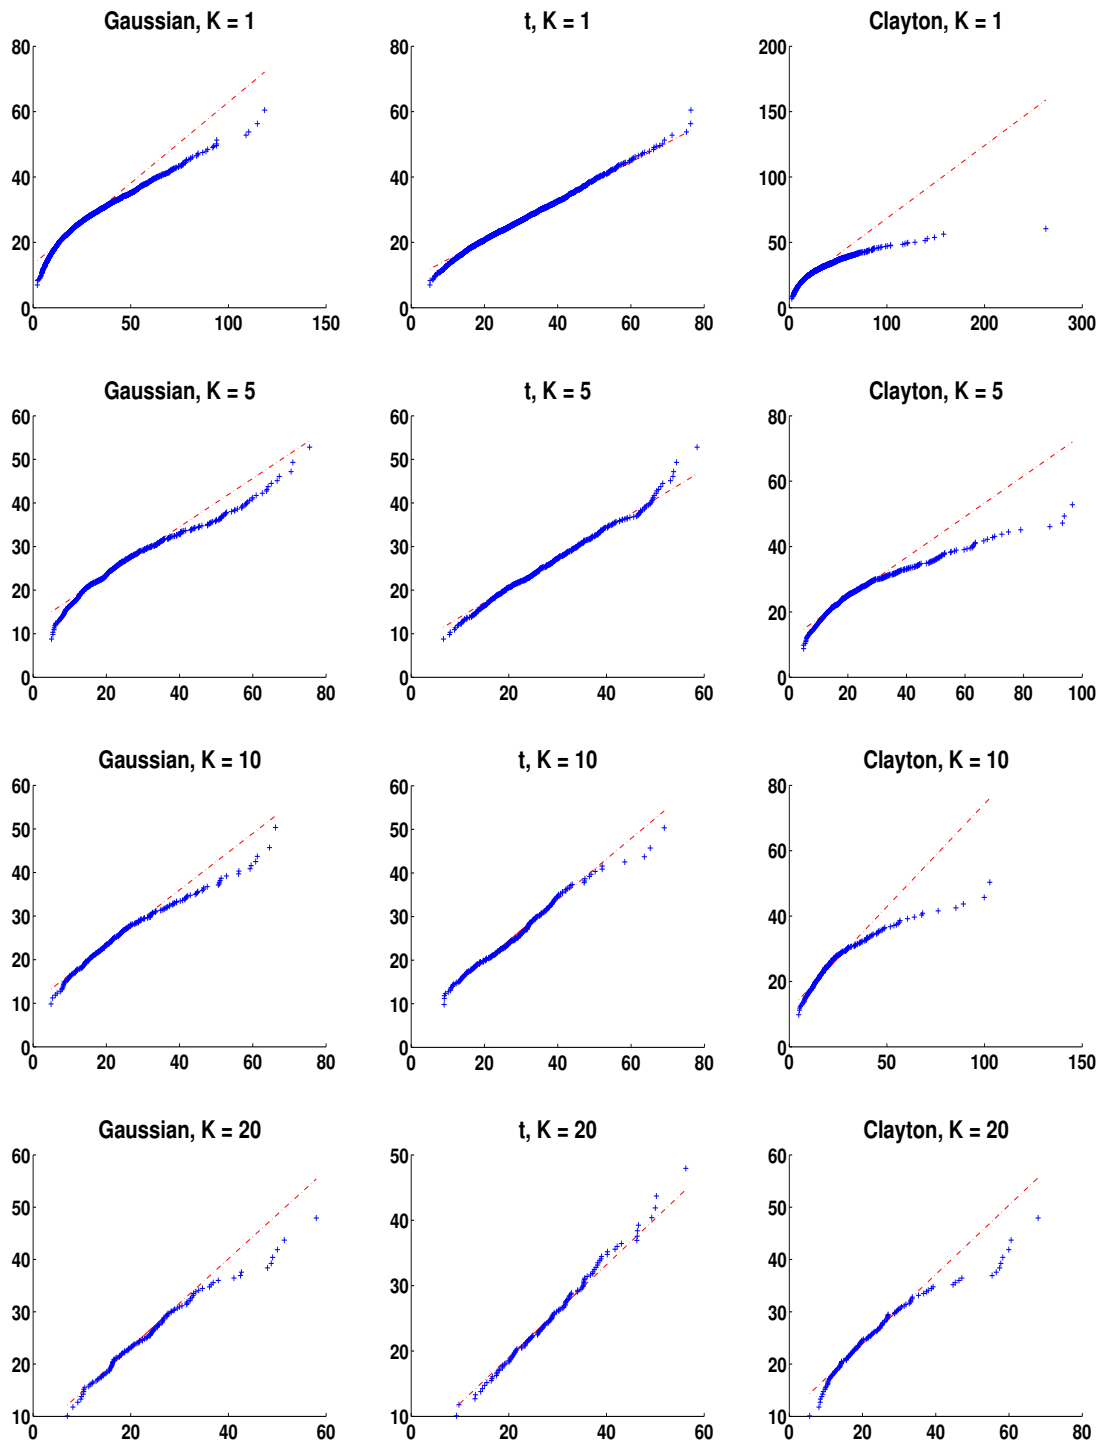 Gaussian, K = 1
t, K = 1
Clayton, K = 1
80
60
40
20
0
0 50 100 150
80
60
40
20
0
0 20 40 60 80
200
150
100
50
0
0 100 200 300
Gaussian, K = 5
t, K = 5
Clayton, K = 5
60
50
40
30
20
10
0
0 20 40 60 80
60
50
40
30
20
10
0
0 20 40 60
80
60
40
20
0
0 20 40 60 80 100
Gaussian, K = 10
t, K = 10
Clayton, K = 10
60
50
40
30
20
10
0
0 20 40 60 80
60
50
40
30
20
10
0
0 20 40 60 80
80
60
40
20
0
0 50 100 150
Gaussian, K = 20
t, K = 20
Clayton, K = 20
60
50
40
30
20
10
0 20 40 60
50
40
30
20
10
0 20 40 60
60
50
40
30
20
10
0 20 40 60 80